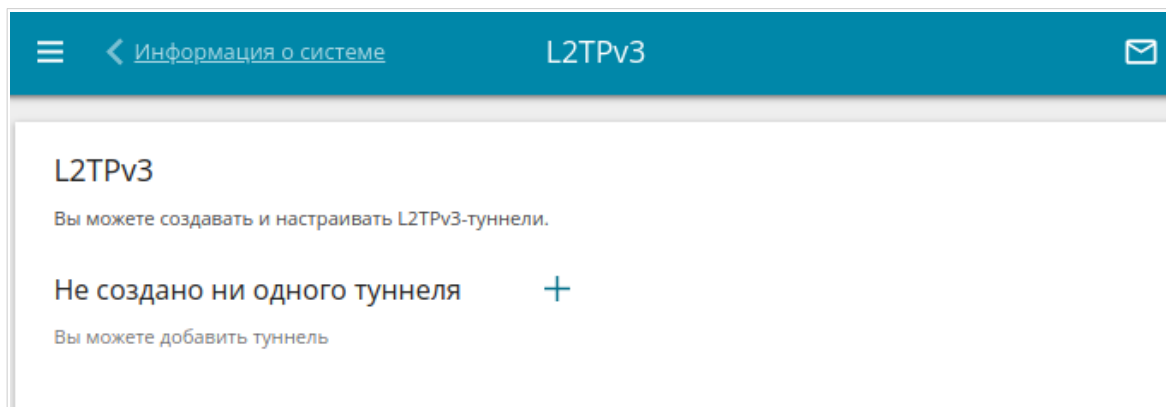 Информация о системе L2TPv3
L2TPv3
Вы можете создавать и настраивать L2TPv3-туннели.
Не создано ни одного туннеля
Вы можете добавить туннель